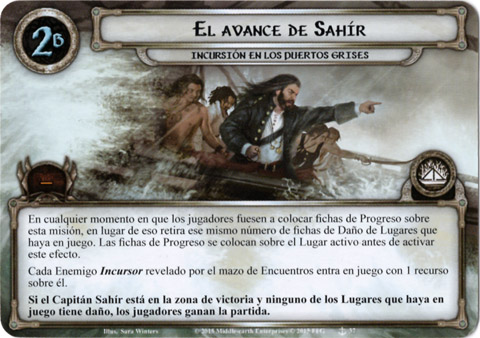 2B
EL AVANCE DE SAHÍR
INCURSIÓN EN LOS PUERTOS GRISES
En cualquier momento en que los jugadores fuesen a colocar fichas de Progreso sobre
esta misión, en lugar de eso retira ese mismo número de fichas de Daño de Lugares que
haya en juego. Las fichas de Progreso se colocan sobre el Lugar activo antes de activar
este efecto.
Cada Enemigo Incursor revelado por el mazo de Encuentros entra en juego con 1 recurso
sobre él.
Si el Capitán Sahír está en la zona de victoria y ninguno de los Lugares que haya en
juego tiene daño, los jugadores ganan la partida.
Illus. Sara Winters
Middle-earth Enterprises
37